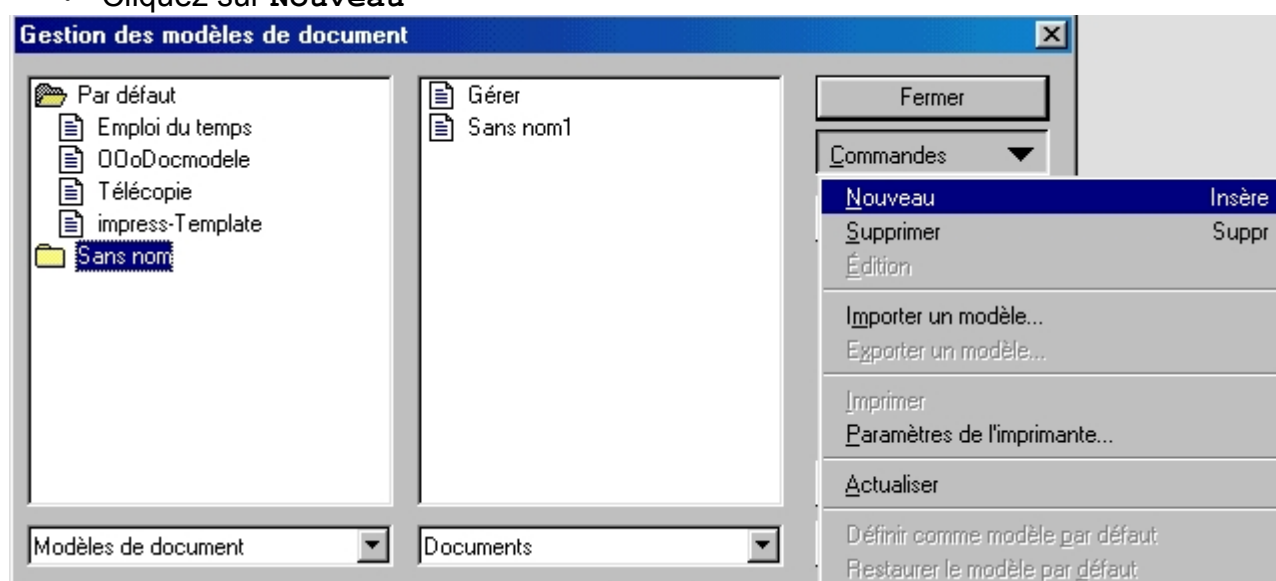 • Cliquez sur Nouveau
Gestion des modèles de document
Par défaut
Emploi du temps
OOoDocmodele
Télécopie
impress-Template
Sans nom
Modèles de document
Gérer
Sans nom1
Documents
Fermer
Commandes
Nouveau Insère
Supprimer Suppr
Édition
Importer un modèle...
Exporter un modèle...
Imprimer
Paramètres de l'imprimante...
Actualiser
Définir comme modèle par défaut
Restaurer le modèle par défaut